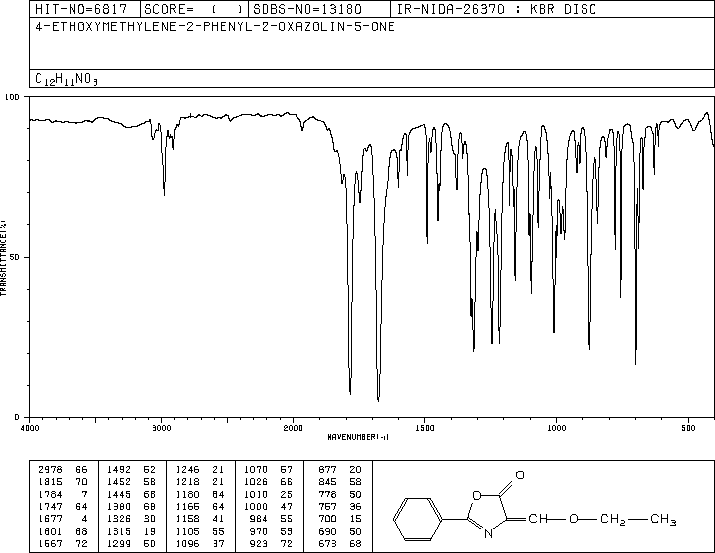 HIT-NO=6817 SCORE= ( ) SDBS-NO=13180 IR-NIDA-26370 : KBR DISC
4-ETHOXYMETHYLENE-2-PHENYL-2-OXAZOLIN-5-ONE
C12H11NO3
100
50
0
TRANSMITTANCE(%)
4000 3000 2000 1500 1000 500
WAVENUMBER(-1)
2978 66 1492 52 1246 21 1070 57 877 20
1815 70 1452 58 1218 21 1026 66 845 58
1784 7 1445 66 1180 64 1010 25 778 50
1747 64 1380 68 1165 64 1000 47 757 36
1677 4 1326 30 1158 41 984 55 700 15
1601 68 1315 19 1105 55 970 55 690 50
1567 72 1299 50 1096 37 923 72 673 68
O
O
N
CH O CH2 CH3